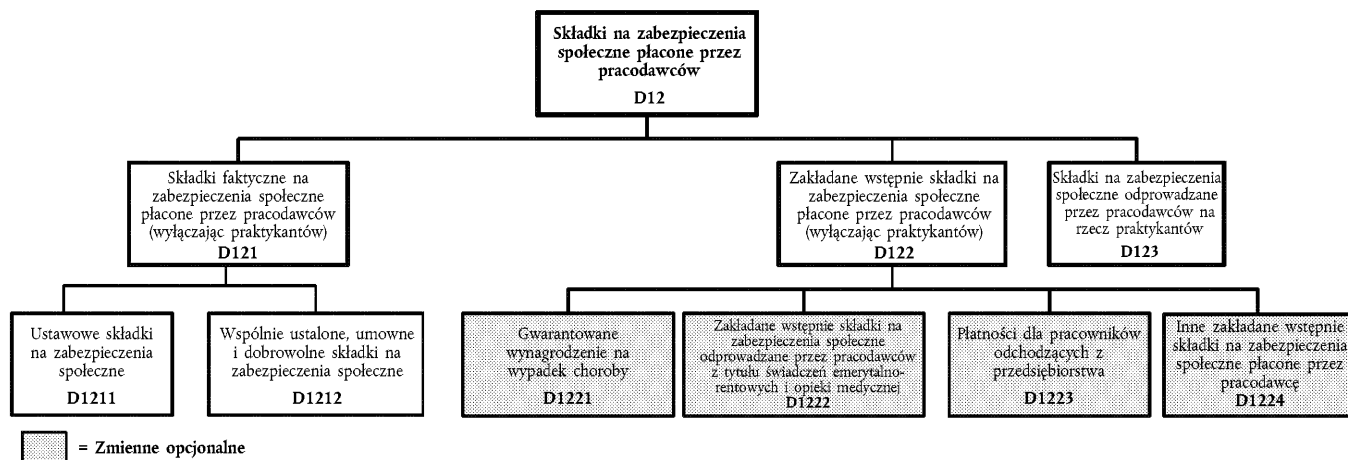 Składki na zabezpieczenia
społeczne płacone przez
pracodawców
D12
Składki faktyczne na
zabezpieczenia społeczne
płacone przez pracodawców
(wyłączając praktykantów)
D121
Zakładane wstępnie składki na
zabezpieczenia społeczne
płacone przez pracodawców
(wyłączając praktykantów)
D122
Składki na zabezpieczenia
społeczne odprowadzane
przez pracodawców na
rzecz praktykantów
D123
Ustawowe składki
na zabezpieczenia
społeczne
D1211
Wspólnie ustalone, umowne
i dobrowolne składki na
zabezpieczenia społeczne
D1212
Gwarantowane
wynagrodzenie na
wypadek choroby
D1221
Zakładane wstępnie składki na
zabezpieczenia społeczne
odprowadzane przez pracodawców
z tytułu świadczeń emerytalno-
rentowych i opieki medycznej
D1222
Płatności dla pracowników
odchodzących z
przedsiębiorstwa
D1223
Inne zakładane wstępnie
składki na zabezpieczenia
społeczne płacone przez
pracodawcę
D1224
= Zmienne opcjonalne